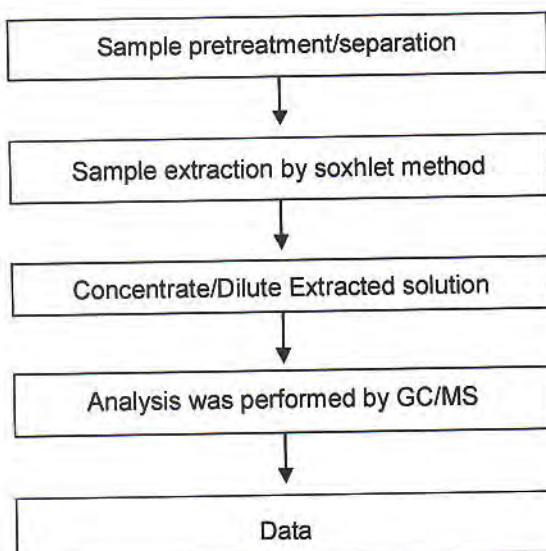 Sample pretreatment/separation
Sample extraction by soxhlet method
Concentrate/Dilute Extracted solution
Analysis was performed by GC/MS
Data